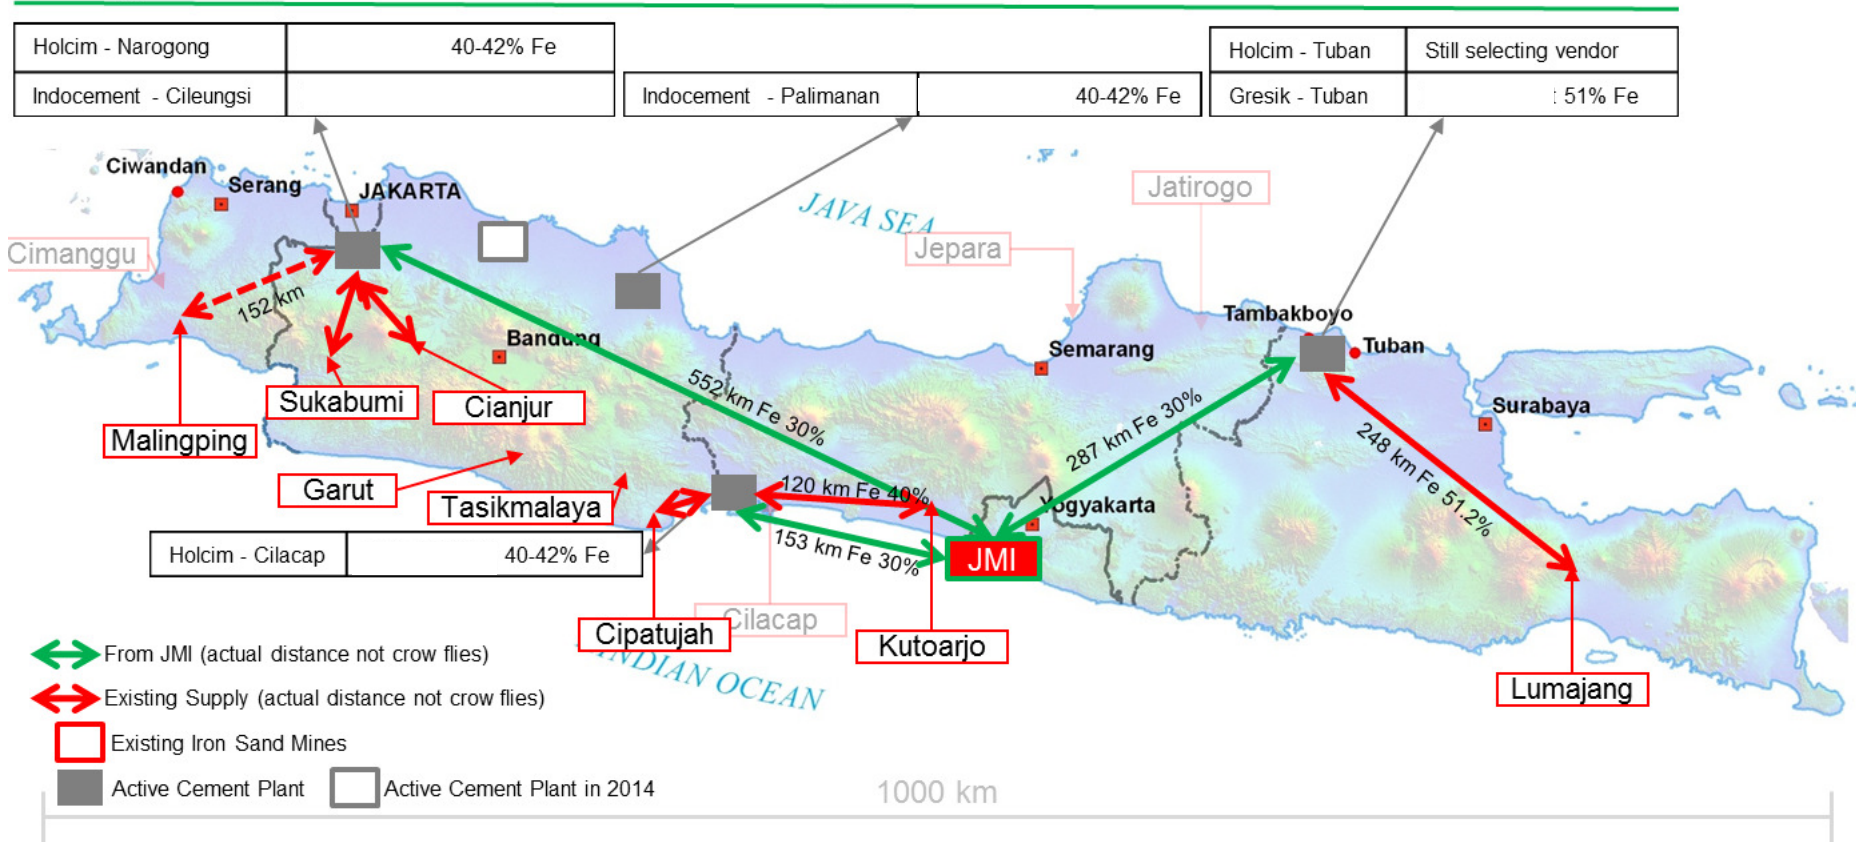 Holcim - Narogong 40-42% Fe
Indocement - Cileungsi
Indocement - Palimanan 40-42% Fe
Holcim - Tuban Still selecting vendor
Gresik - Tuban 51% Fe
Ciwandan
Serang
JAKARTA
JAVA SEA
Jatirogo
Jepara
Cimanggu
152 km
Bandung
Tambakboyo
Tuban
Semarang
Surabaya
Sukabumi
Cianjur
Malingping
552 km Fe 30%
287 km Fe 30%
248 km Fe 51.2%
Garut
Tasikmalaya
120 km Fe 40%
Yogyakarta
153 km Fe 30%
JMI
Holcim - Cilacap 40-42% Fe
Cipatujah
Cilacap
Kutoarjo
INDIAN OCEAN
Lumajang
From JMI (actual distance not crow flies)
Existing Supply (actual distance not crow flies)
Existing Iron Sand Mines
Active Cement Plant
Active Cement Plant in 2014
1000 km